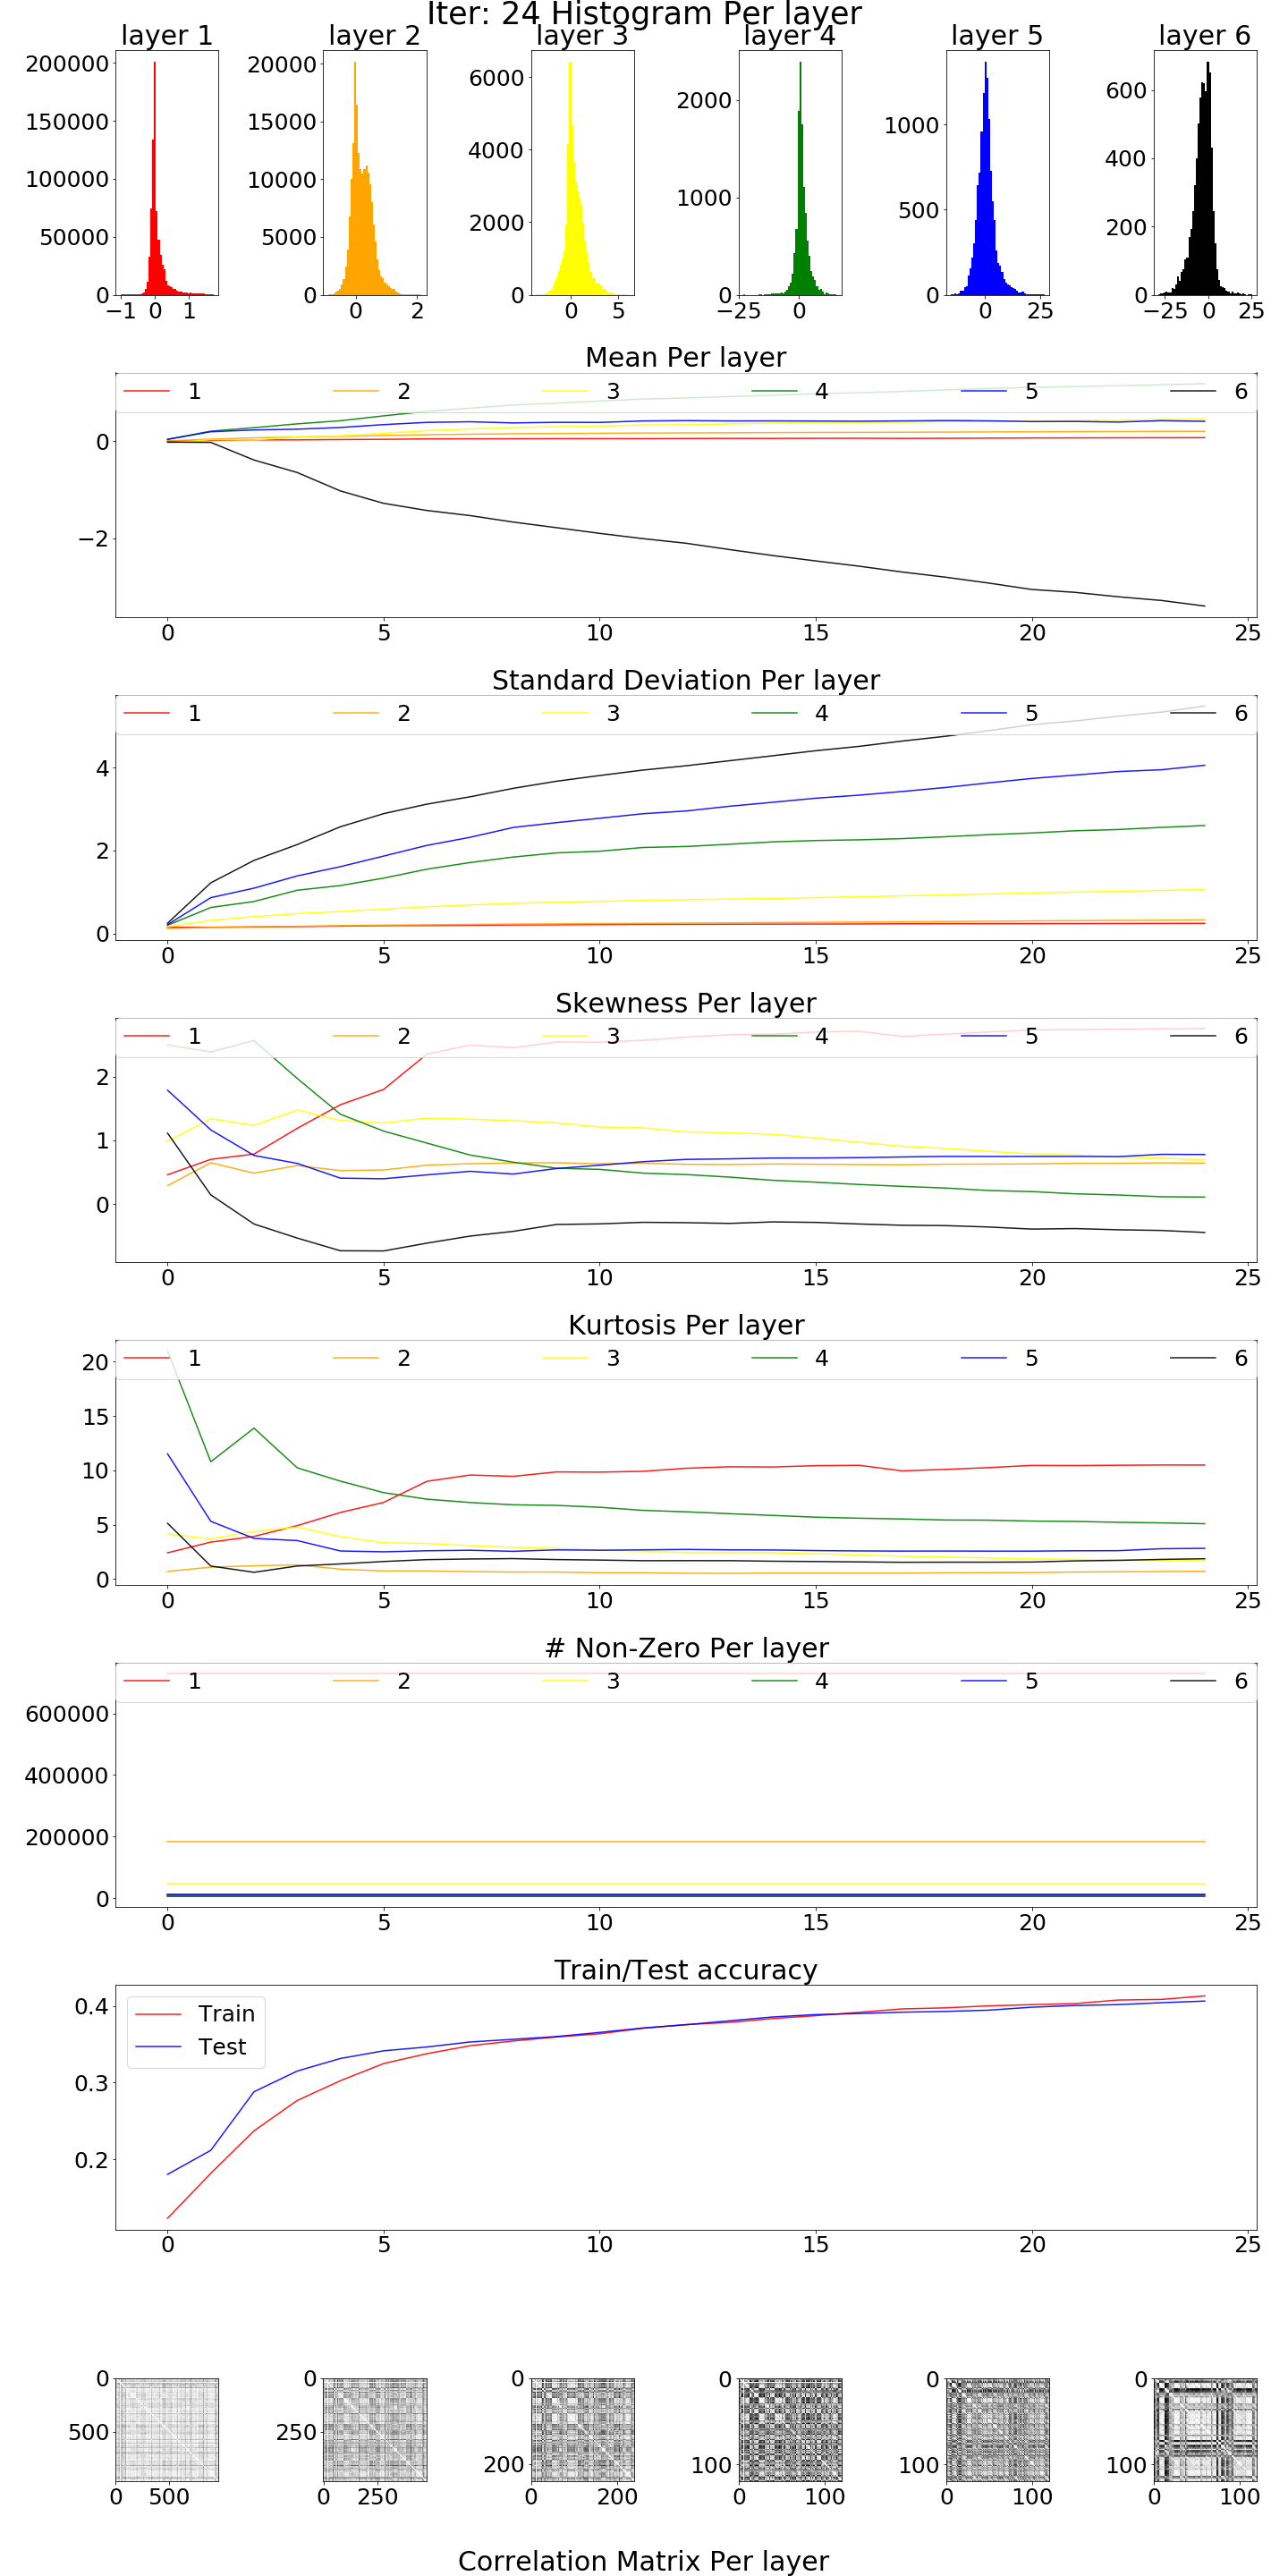 Iter: 24 Histogram Per layer
layer 1 layer 2 layer 3 layer 4 layer 5 layer 6
200000 150000 100000 50000 0
−1 0 1
20000 15000 10000 5000 0
0 2
6000 4000 2000 0
0 5
2000 1000 0
−25 0
1000 500 0
0 25
600 400 200 0
−25 0 25
Mean Per layer
1 2 3 4 5 6
0
−2
0 5 10 15 20 25
Standard Deviation Per layer
1 2 3 4 5 6
4
2
0
0 5 10 15 20 25
Skewness Per layer
1 2 3 4 5 6
2
1
0
0 5 10 15 20 25
Kurtosis Per layer
1 2 3 4 5 6
20
15
10
5
0
0 5 10 15 20 25
# Non-Zero Per layer
1 2 3 4 5 6
600000
400000
200000
0
0 5 10 15 20 25
Train/Test accuracy
Train
Test
0.4
0.3
0.2
0 5 10 15 20 25
0 500
0 500
0 250
0 250
0 200
0 200
0 100
0 100
0 100
0 100
0 100
0 100
Correlation Matrix Per layer